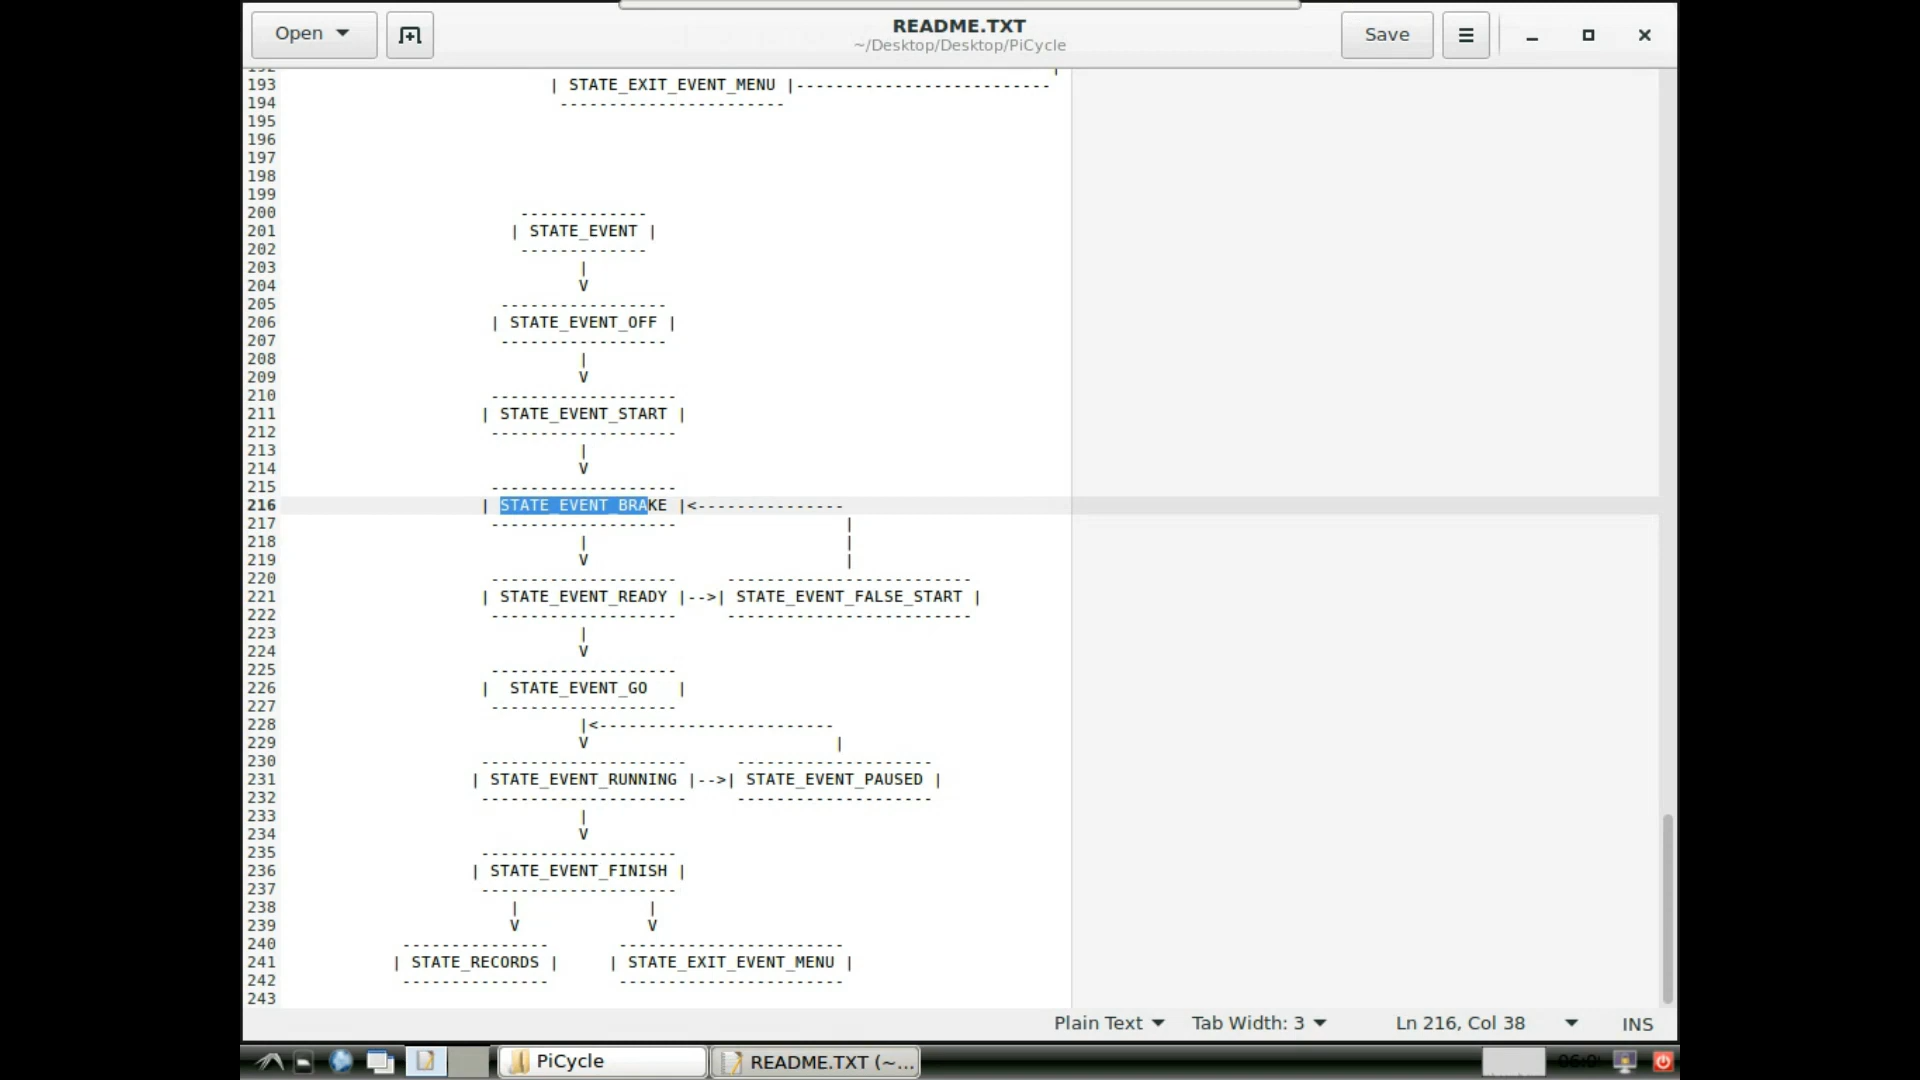 Open
README.TXT
~/Desktop/Desktop/PiCycle
Save
193 | STATE_EXIT_EVENT_MENU |--------------------------
194 -----------------------
195
196
197
198
199
200 -------------
201 | STATE_EVENT |
202 -------------
203 |
204 V
205 -----------------
206 | STATE_EVENT_OFF |
207 -----------------
208 |
209 V
210 -------------------
211 | STATE_EVENT_START |
212 -------------------
213 |
214 V
215 -------------------
216 | STATE_EVENT_BRAKE |<---------------
217 ------------------- |
218 | |
219 V |
220 ------------------- -------------------------
221 | STATE_EVENT_READY |-->| STATE_EVENT_FALSE_START |
222 ------------------- -------------------------
223 |
224 V
225 -------------------
226 | STATE_EVENT_GO |
227 -------------------
228 |<------------------------
229 V |
230 --------------------- --------------------
231 | STATE_EVENT_RUNNING |-->| STATE_EVENT_PAUSED |
232 --------------------- --------------------
233 |
234 V
235 --------------------
236 | STATE_EVENT_FINISH |
237 --------------------
238 | |
239 V V
240 --------------- -----------------------
241 | STATE_RECORDS | | STATE_EXIT_EVENT_MENU |
242 --------------- -----------------------
243
Plain Text Tab Width: 3 Ln 216, Col 38 INS
PiCycle README.TXT (~...